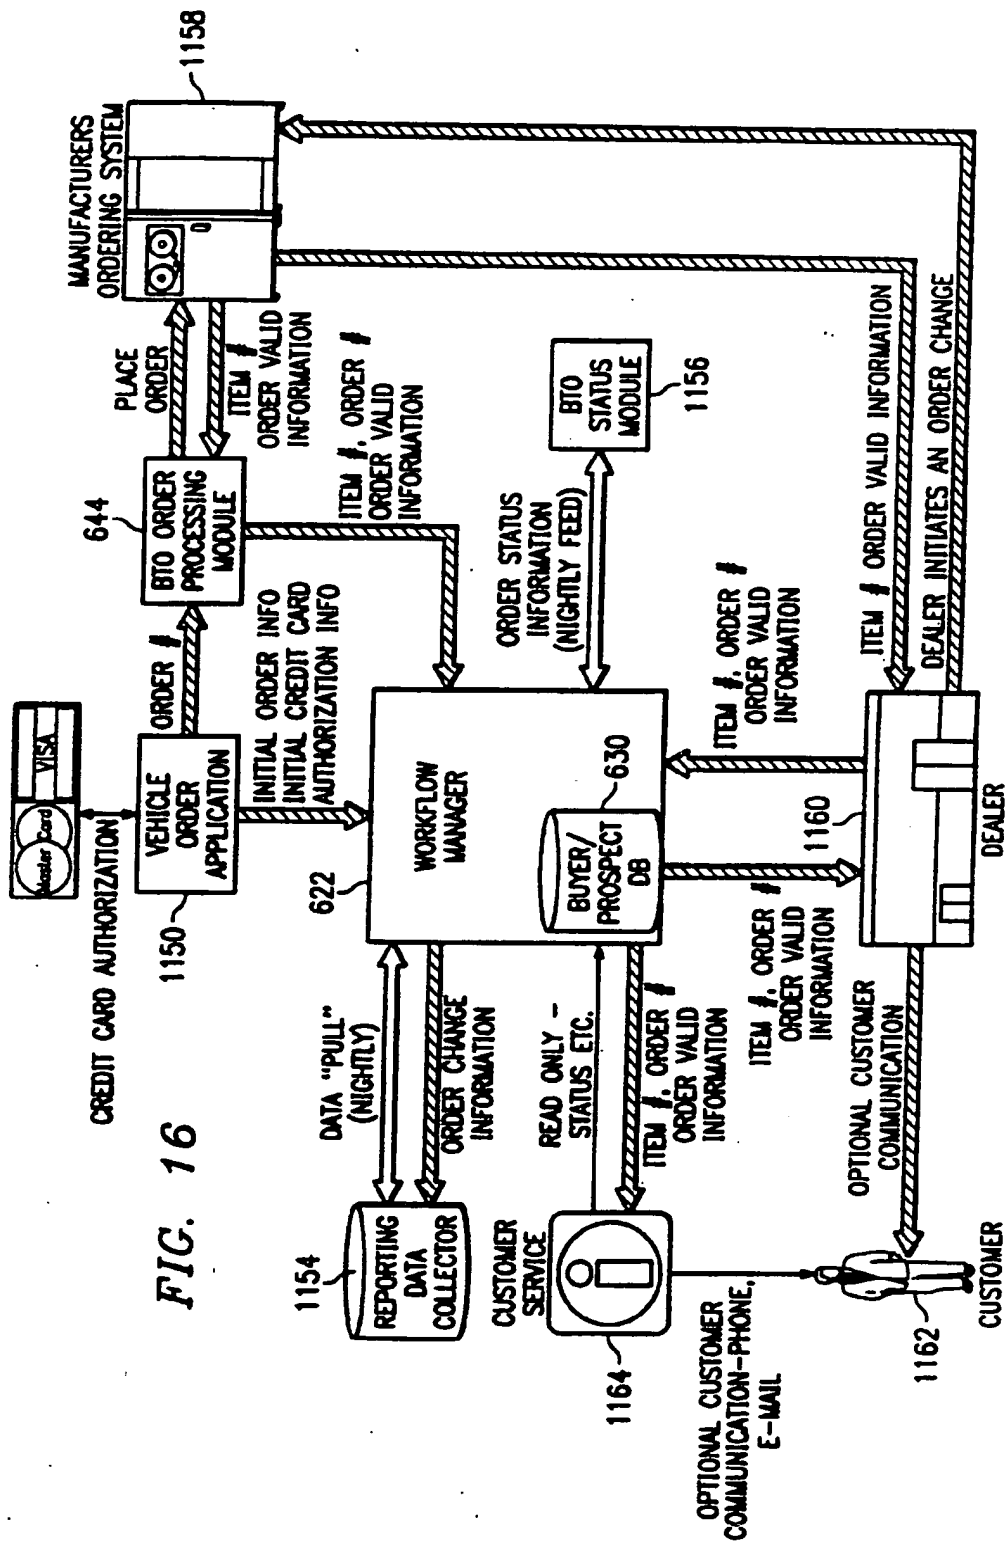 FIG. 16
CREDIT CARD AUTHORIZATION
Master Card
VISA
VEHICLE
ORDER
APPLICATION
1150
ORDER #
644
BTO ORDER
PROCESSING
MODULE
PLACE
ORDER
ITEM #
ORDER VALID
INFORMATION
MANUFACTURERS
ORDERING SYSTEM
1158
INITIAL ORDER INFO
INITIAL CREDIT CARD
AUTHORIZATION INFO
ITEM #, ORDER #
ORDER VALID
INFORMATION
1154
REPORTING
DATA
COLLECTOR
DATA "PULL"
(NIGHTLY)
ORDER CHANGE
INFORMATION
622
WORKFLOW
MANAGER
BUYER/
PROSPECT
DB
630
ORDER STATUS
INFORMATION
(NIGHTLY FEED)
BTO
STATUS
MODULE
1156
CUSTOMER
SERVICE
1164
READ ONLY -
STATUS ETC.
ITEM #, ORDER #
ORDER VALID
INFORMATION
ITEM #, ORDER #
ORDER VALID
INFORMATION
ITEM #, ORDER #
ORDER VALID
INFORMATION
OPTIONAL CUSTOMER
COMMUNICATION-PHONE,
E-MAIL
OPTIONAL CUSTOMER
COMMUNICATION
1160
ITEM # ORDER VALID INFORMATION
DEALER INITIATES AN ORDER CHANGE
1162
CUSTOMER
DEALER